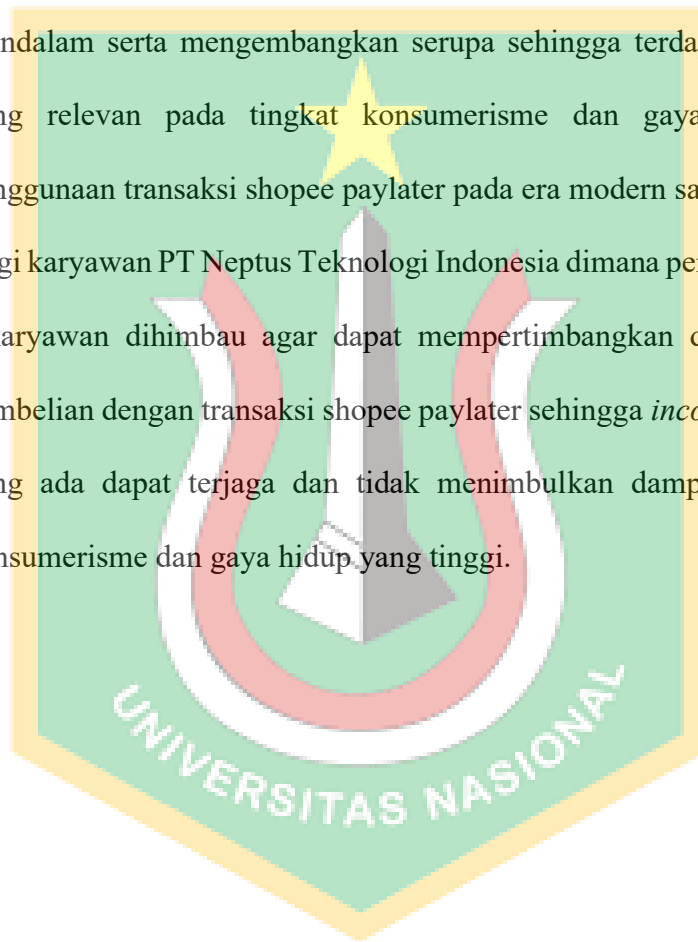 ndalam serta mengembangkan serupa sehingga terda
ng relevan pada tingkat konsumerisme dan gaya
nggunaan transaksi shopee paylater pada era modern sa
gi karyawan PT Neptus Teknologi Indonesia dimana per
karyawan dihimbau agar dapat mempertimbangkan d
mbelian dengan transaksi shopee paylater sehingga inco
ng ada dapat terjaga dan tidak menimbulkan damp
nsumerisme dan gaya hidup yang tinggi.
UNIVERSITAS NASIONAL